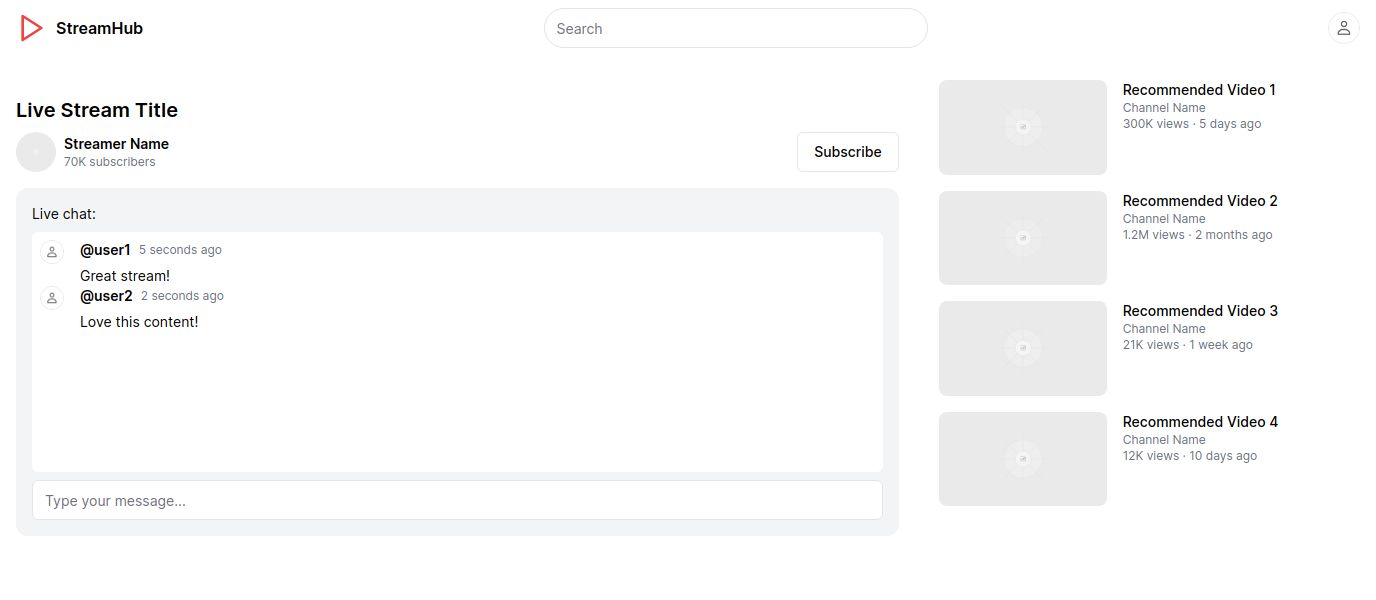 StreamHub
Search
Live Stream Title
Streamer Name
70K subscribers
Subscribe
Live chat:
@user1 5 seconds ago
Great stream!
@user2 2 seconds ago
Love this content!
Type your message...
Recommended Video 1
Channel Name
300K views · 5 days ago
Recommended Video 2
Channel Name
1.2M views · 2 months ago
Recommended Video 3
Channel Name
21K views · 1 week ago
Recommended Video 4
Channel Name
12K views · 10 days ago